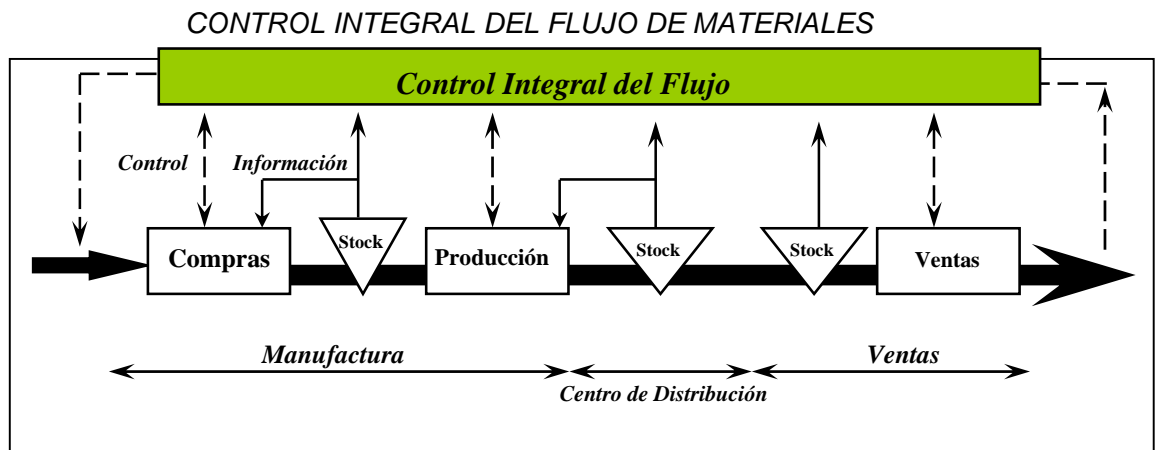 CONTROL INTEGRAL DEL FLUJO DE MATERIALES
Control Integral del Flujo
Control
Información
Compras
Stock
Producción
Stock
Stock
Ventas
Manufactura
Centro de Distribución
Ventas